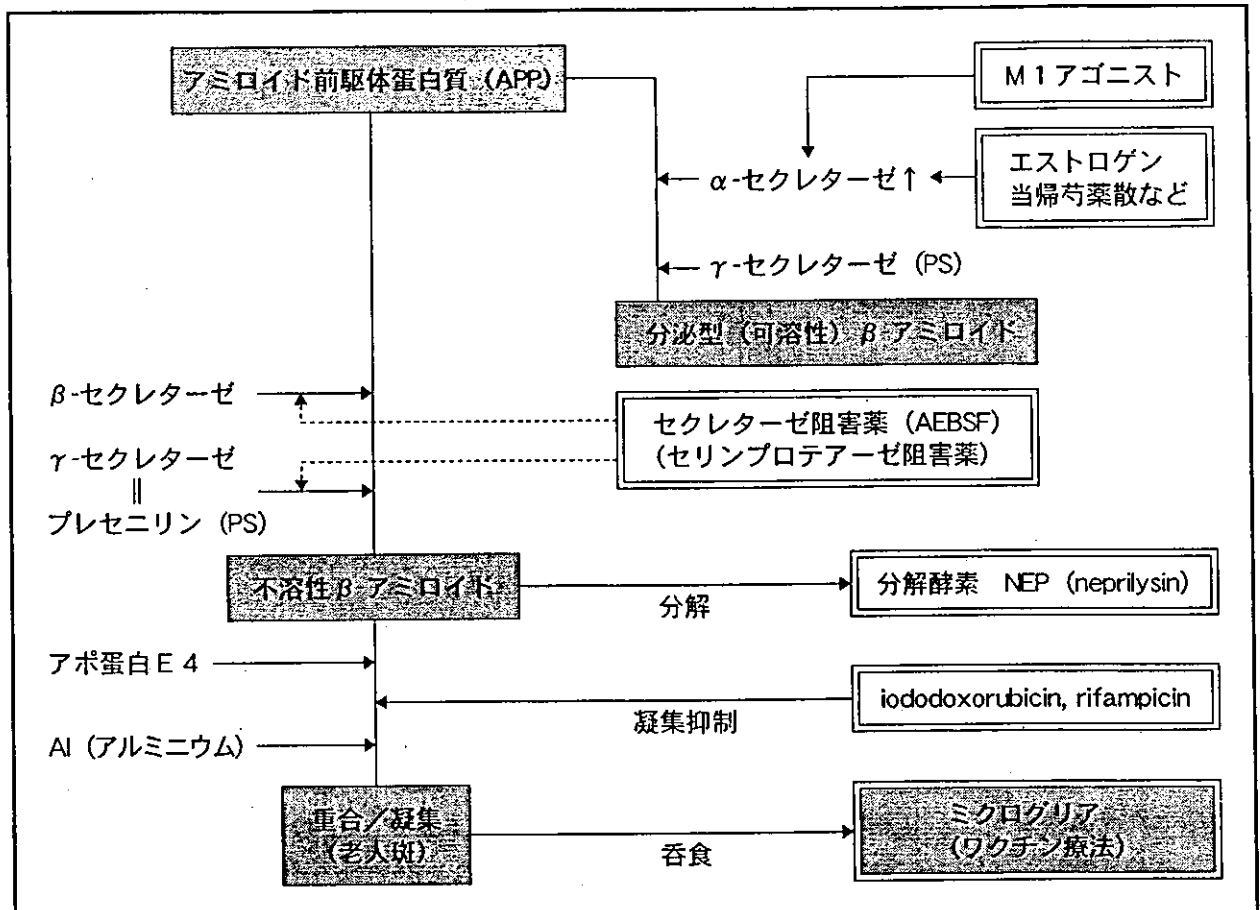 アミロイド前駆体蛋白質 (APP)
M1アゴニスト
エストロゲン
当帰芍薬散など
α-セクレターゼ↑
γ-セクレターゼ (PS)
分泌型 (可溶性) β-アミロイド
β-セクレターゼ
セクレターゼ阻害薬 (AEBSF)
(セリンプロテアーゼ阻害薬)
γ-セクレターゼ
||
プレセニリン (PS)
不溶性β-アミロイド
分解
分解酵素 NEP (neprilysin)
アポ蛋白E4
iododoxorubicin, rifampicin
凝集抑制
Al (アルミニウム)
重合/凝集
(老人斑)
呑食
ミクログリア
(ワクチン療法)